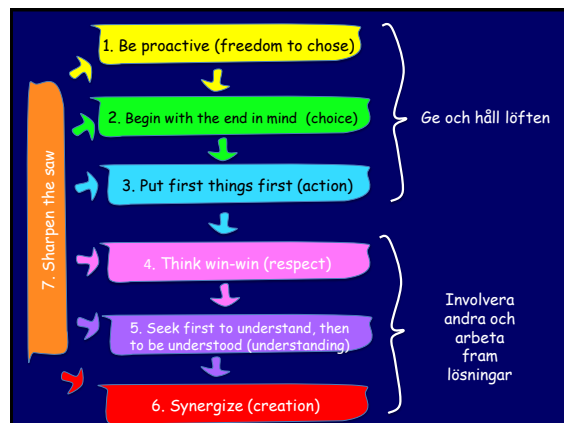 1. Be proactive (freedom to chose)
2. Begin with the end in mind (choice)
Ge och håll löften
3. Put first things first (action)
7. Sharpen the saw
4. Think win-win (respect)
5. Seek first to understand, then
to be understood (understanding)
6. Synergize (creation)
Involvera
andra och
arbeta
fram
lösningar